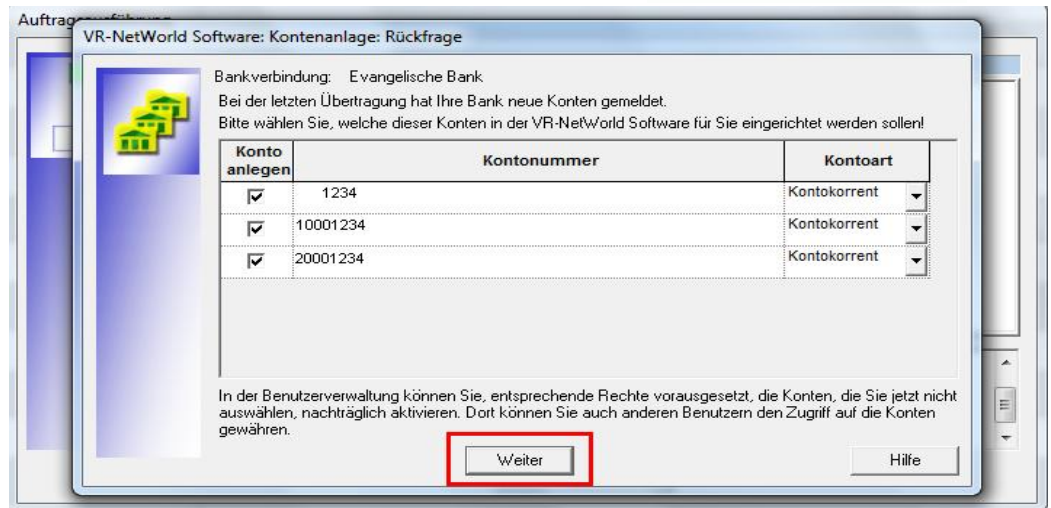 VR-NetWorld Software: Kontenanlage: Rückfrage
Bankverbindung: Evangelische Bank
Bei der letzten Übertragung hat Ihre Bank neue Konten gemeldet.
Bitte wählen Sie, welche dieser Konten in der VR-NetWorld Software für Sie eingerichtet werden sollen!
Konto anlegen Kontonummer Kontoart
1234 Kontokorrent
10001234 Kontokorrent
20001234 Kontokorrent
In der Benutzerverwaltung können Sie, entsprechende Rechte vorausgesetzt, die Konten, die Sie jetzt nicht
auswählen, nachträglich aktivieren. Dort können Sie auch anderen Benutzern den Zugriff auf die Konten
gewähren.
Weiter Hilfe